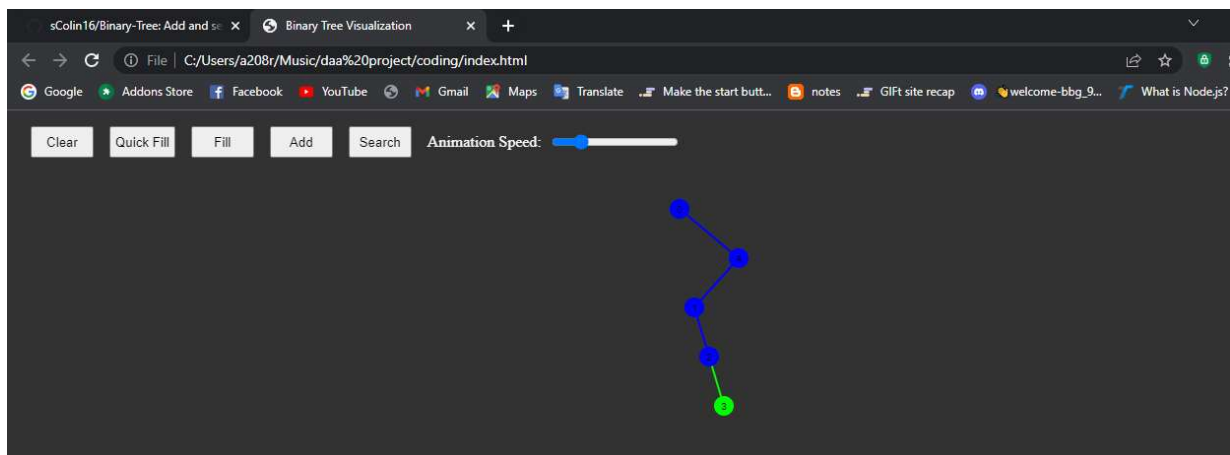 sColin16/Binary-Tree: Add and se Binary Tree Visualization
File | C:/Users/a208r/Music/daa%20project/coding/index.html
Google Addons Store Facebook YouTube Gmail Maps Translate Make the start butt... notes GIFt site recap welcome-bbg_9... What is Node.js?
Clear Quick Fill Fill Add Search Animation Speed:
3